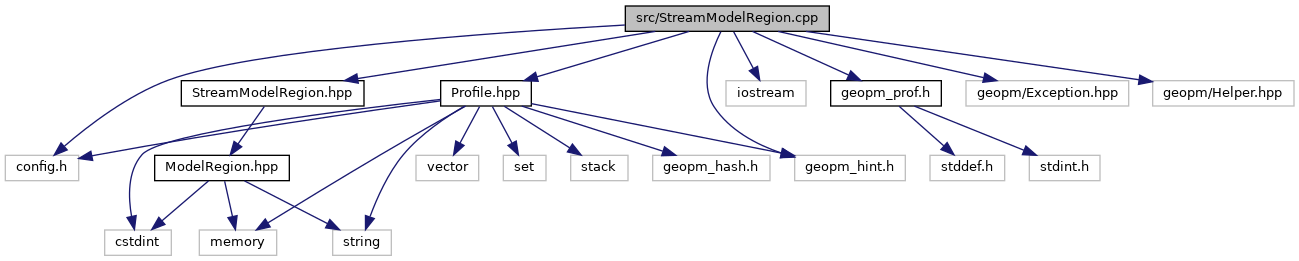 src/StreamModelRegion.cpp
StreamModelRegion.hpp
Profile.hpp
iostream
geopm_prof.h
geopm/Exception.hpp
geopm/Helper.hpp
config.h
ModelRegion.hpp
vector
set
stack
geopm_hash.h
geopm_hint.h
stddef.h
stdint.h
cstdint
memory
string